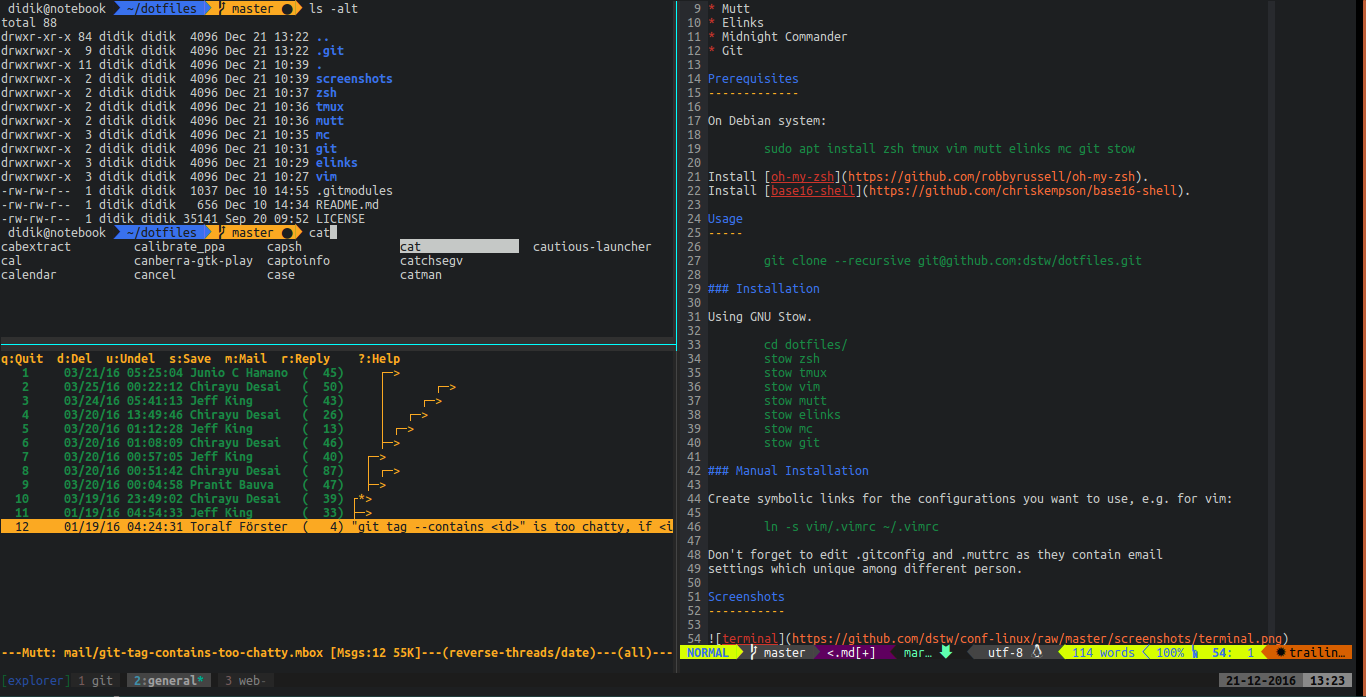 didik@notebook ~/dotfiles master ● ls -alt
total 88
drwxr-xr-x 84 didik didik 4096 Dec 21 13:22 ..
drwxrwxr-x 9 didik didik 4096 Dec 21 13:22 .git
drwxrwxr-x 11 didik didik 4096 Dec 21 10:39 .
drwxrwxr-x 2 didik didik 4096 Dec 21 10:39 screenshots
drwxrwxr-x 2 didik didik 4096 Dec 21 10:37 zsh
drwxrwxr-x 2 didik didik 4096 Dec 21 10:36 tmux
drwxrwxr-x 2 didik didik 4096 Dec 21 10:36 mutt
drwxrwxr-x 3 didik didik 4096 Dec 21 10:35 mc
drwxrwxr-x 2 didik didik 4096 Dec 21 10:31 git
drwxrwxr-x 3 didik didik 4096 Dec 21 10:29 elinks
drwxrwxr-x 3 didik didik 4096 Dec 21 10:27 vim
-rw-rw-r-- 1 didik didik 1037 Dec 10 14:55 .gitmodules
-rw-rw-r-- 1 didik didik 656 Dec 10 14:34 README.md
-rw-rw-r-- 1 didik didik 35141 Sep 20 09:52 LICENSE
didik@notebook ~/dotfiles master ● cat
cabextract calibrate_ppa capsh cat cautious-launcher
cal canberra-gtk-play captoinfo catchsegv
calendar cancel case catman
q:Quit d:Del u:Undel s:Save m:Mail r:Reply ?:Help
1 03/21/16 05:25:04 Junio C Hamano ( 45) ┌─>
2 03/25/16 00:22:12 Chirayu Desai ( 50) │ ┌─>
3 03/24/16 05:41:13 Jeff King ( 43) │ ┌─>
4 03/20/16 13:49:46 Chirayu Desai ( 26) │ ┌─>
5 03/20/16 01:12:28 Jeff King ( 13) │ ┌─>
6 03/20/16 01:08:09 Chirayu Desai ( 46) ├─>
7 03/20/16 00:57:05 Jeff King ( 40) ┌─>
8 03/20/16 00:51:42 Chirayu Desai ( 87) │ ┌─>
9 03/20/16 00:04:58 Pranit Bauva ( 47) ├─>
10 03/19/16 23:49:02 Chirayu Desai ( 39) ┌*>
11 01/19/16 04:54:33 Jeff King ( 33) ├─>
12 01/19/16 04:24:31 Toralf Förster ( 4) "git tag --contains <id>" is too chatty, if <i
---Mutt: mail/git-tag-contains-too-chatty.mbox [Msgs:12 55K]---(reverse-threads/date)---(all)---
9 * Mutt
10 * Elinks
11 * Midnight Commander
12 * Git
13
14 Prerequisites
15 -------------
16
17 On Debian system:
18
19 sudo apt install zsh tmux vim mutt elinks mc git stow
20
21 Install [oh-my-zsh](https://github.com/robbyrussell/oh-my-zsh).
22 Install [base16-shell](https://github.com/chriskempson/base16-shell).
23
24 Usage
25 -----
26
27 git clone --recursive git@github.com:dstw/dotfiles.git
28
29 ### Installation
30
31 Using GNU Stow.
32
33 cd dotfiles/
34 stow zsh
35 stow tmux
36 stow vim
37 stow mutt
38 stow elinks
39 stow mc
40 stow git
41
42 ### Manual Installation
43
44 Create symbolic links for the configurations you want to use, e.g. for vim:
45
46 ln -s vim/.vimrc ~/.vimrc
47
48 Don't forget to edit .gitconfig and .muttrc as they contain email
49 settings which unique among different person.
50
51 Screenshots
52 -----------
53
54 ![terminal](https://github.com/dstw/conf-linux/raw/master/screenshots/terminal.png)
NORMAL master <.md[+] mar… utf-8 114 words 100% 54: 1 trailin…
[explorer] 1 git 2:general* 3 web- 21-12-2016 13:23